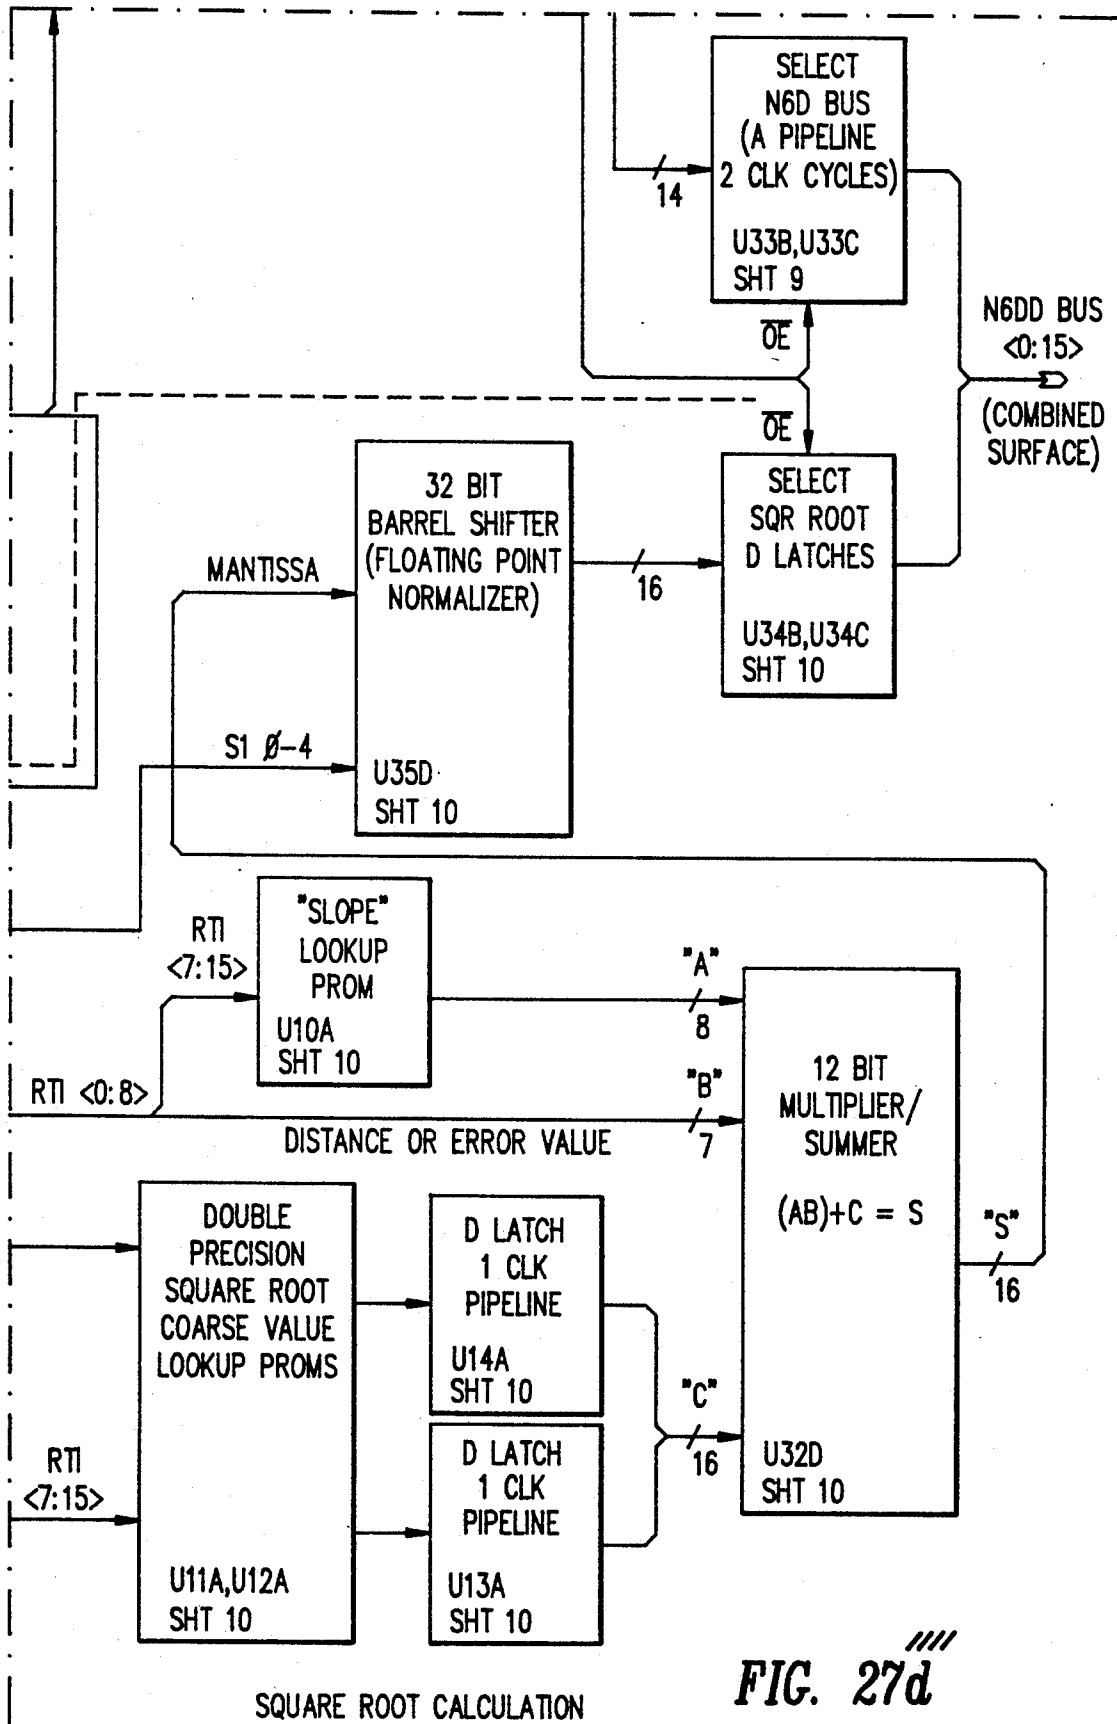 SELECT
N6D BUS
(A PIPELINE
2 CLK CYCLES)
14
U33B,U33C
SHT 9
OE
N6DD BUS
<0:15>
(COMBINED
SURFACE)
OE
32 BIT
BARREL SHIFTER
(FLOATING POINT
NORMALIZER)
MANTISSA
S1 Ø-4
U35D
SHT 10
16
SELECT
SQR ROOT
D LATCHES
U34B,U34C
SHT 10
"SLOPE"
LOOKUP
PROM
U10A
SHT 10
RTI
<7:15>
RTI <0:8>
"A"
8
"B"
7
DISTANCE OR ERROR VALUE
12 BIT
MULTIPLIER/
SUMMER
(AB)+C = S
U32D
SHT 10
"S"
16
DOUBLE
PRECISION
SQUARE ROOT
COARSE VALUE
LOOKUP PROMS
U11A,U12A
SHT 10
RTI
<7:15>
D LATCH
1 CLK
PIPELINE
U14A
SHT 10
D LATCH
1 CLK
PIPELINE
U13A
SHT 10
"C"
16
SQUARE ROOT CALCULATION
FIG. 27d""